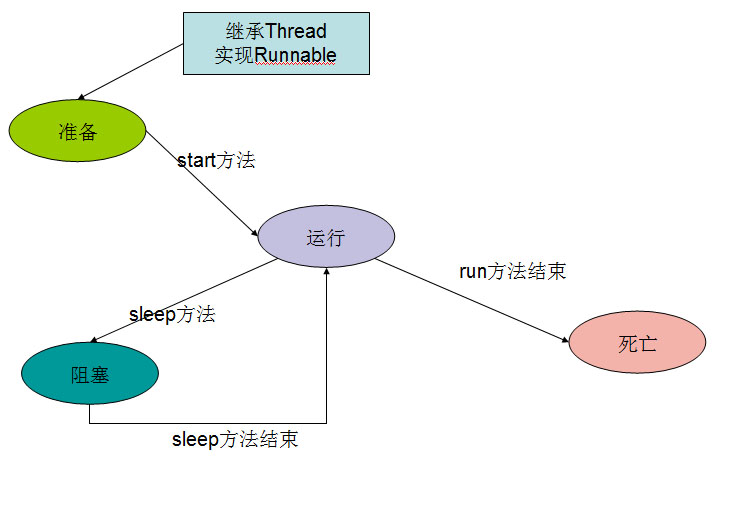 继承Thread
实现Runnable
准备
start方法
运行
run方法结束
sleep方法
死亡
阻塞
sleep方法结束